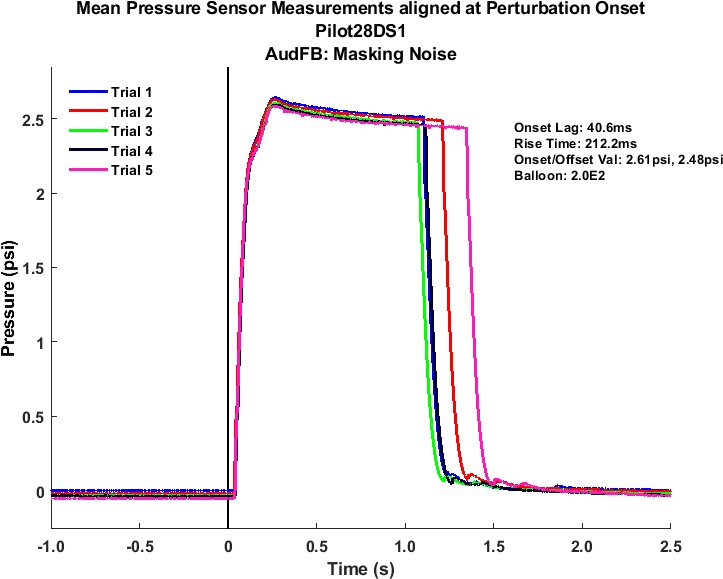 Mean Pressure Sensor Measurements aligned at Perturbation Onset
Pilot28DS1
AudFB: Masking Noise
Trial 1
Trial 2
Trial 3
Trial 4
Trial 5
Onset Lag: 40.6ms
Rise Time: 212.2ms
Onset/Offset Val: 2.61psi, 2.48psi
Balloon: 2.0E2
Pressure (psi)
2.5
2
1.5
1
0.5
0
-1.0 -0.5 0 0.5 1.0 1.5 2.0 2.5
Time (s)